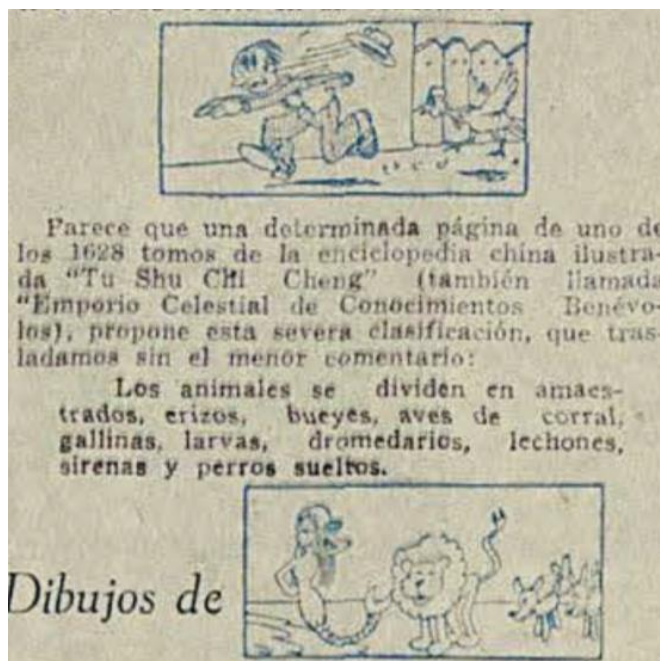 Parece que una determinada página de uno de
los 1628 tomos de la enciclopedia china ilustra-
da "Tu Shu Chi Cheng" (también llamada
"Emporio Celestial de Conocimientos Benévo-
los), propone esta severa clasificación, que tras-
ladamos sin el menor comentario:
Los animales se dividen en amaes-
trados, erizos, bueyes, aves de corral,
gallinas, larvas, dromedarios, lechones,
sirenas y perros sueltos.
Dibujos de